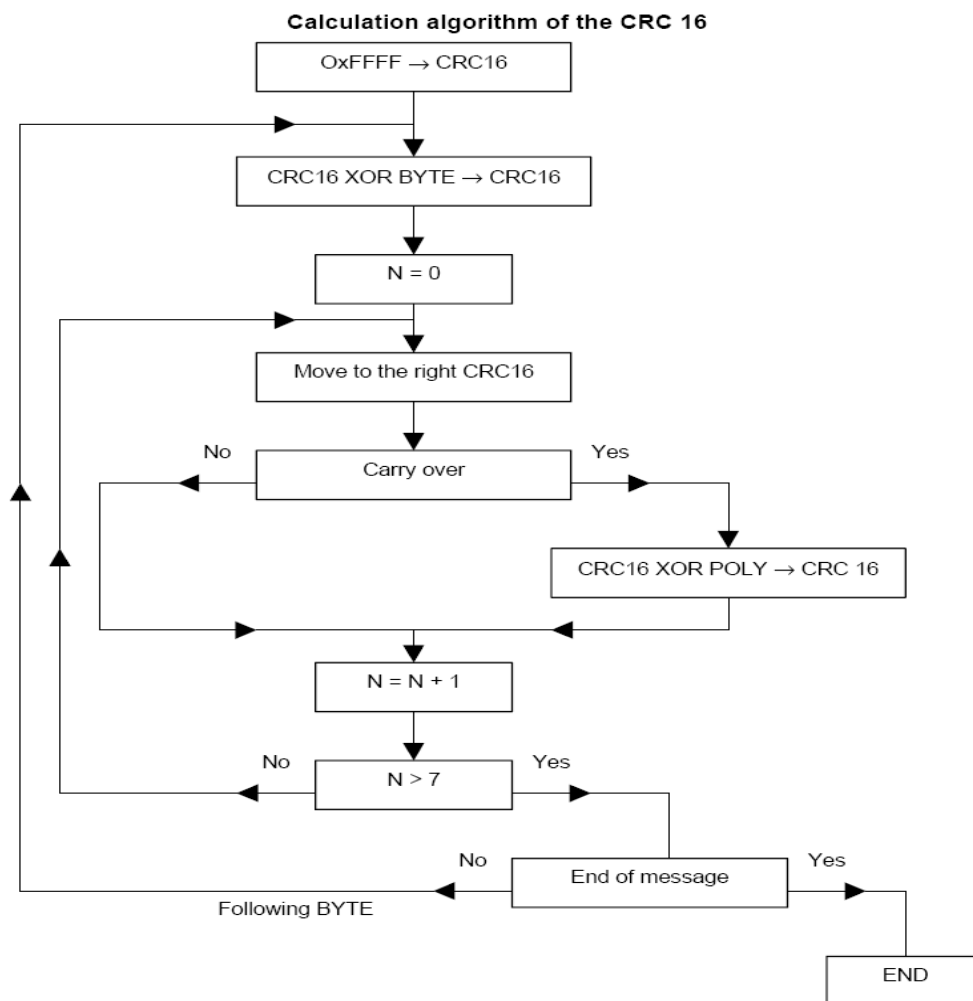 Calculation algorithm of the CRC 16
OxFFFF → CRC16
CRC16 XOR BYTE → CRC16
N = 0
Move to the right CRC16
No
Carry over
Yes
CRC16 XOR POLY → CRC 16
N = N + 1
No
N > 7
Yes
No
End of message
Yes
Following BYTE
END